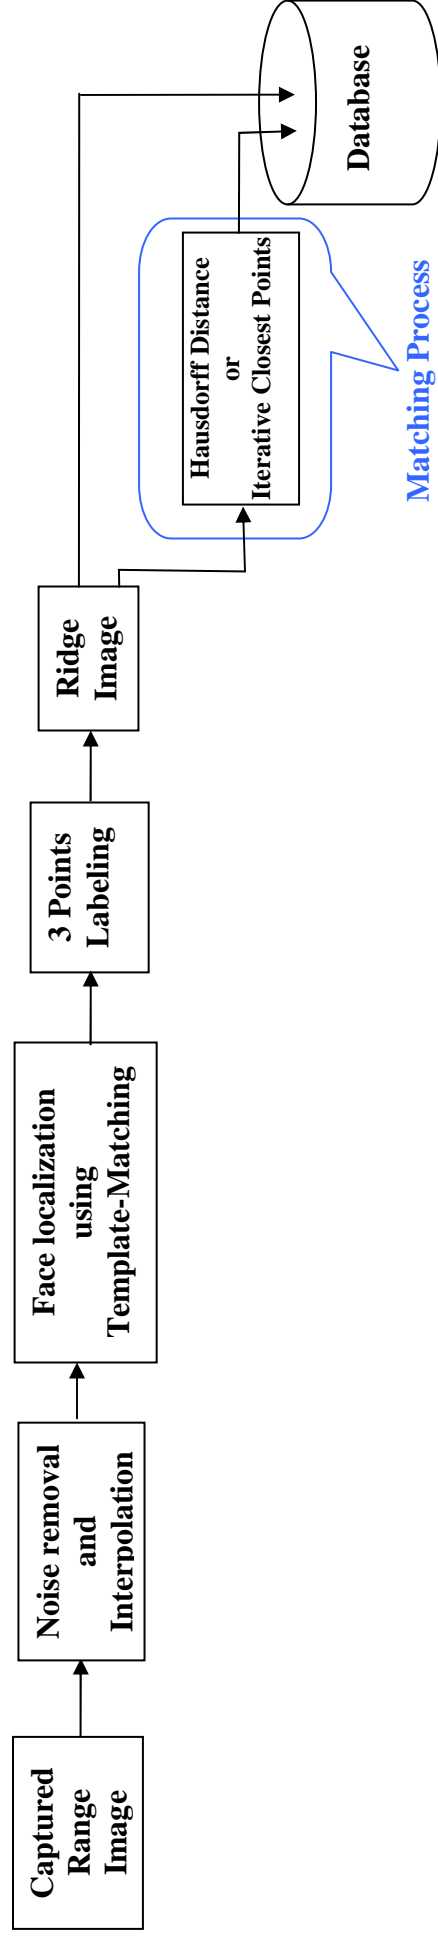 Captured
Range
Image
Noise removal
and
Interpolation
Face localization
using
Template-Matching
3 Points
Labeling
Ridge
Image
Hausdorff Distance
or
Iterative Closest Points
Matching Process
Database